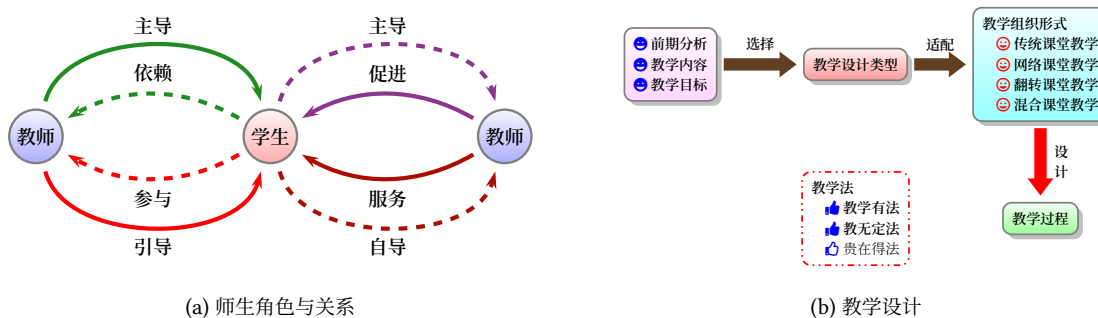 主导
依赖
教师
学生
参与
引导
主导
促进
教师
服务
自导
(a) 师生角色与关系
前期分析
教学内容
教学目标
选择
教学设计类型
适配
教学组织形式
传统课堂教学
网络课堂教学
翻转课堂教学
混合课堂教学
设
计
教学过程
教学法
教学有法
教无定法
贵在得法
(b) 教学设计